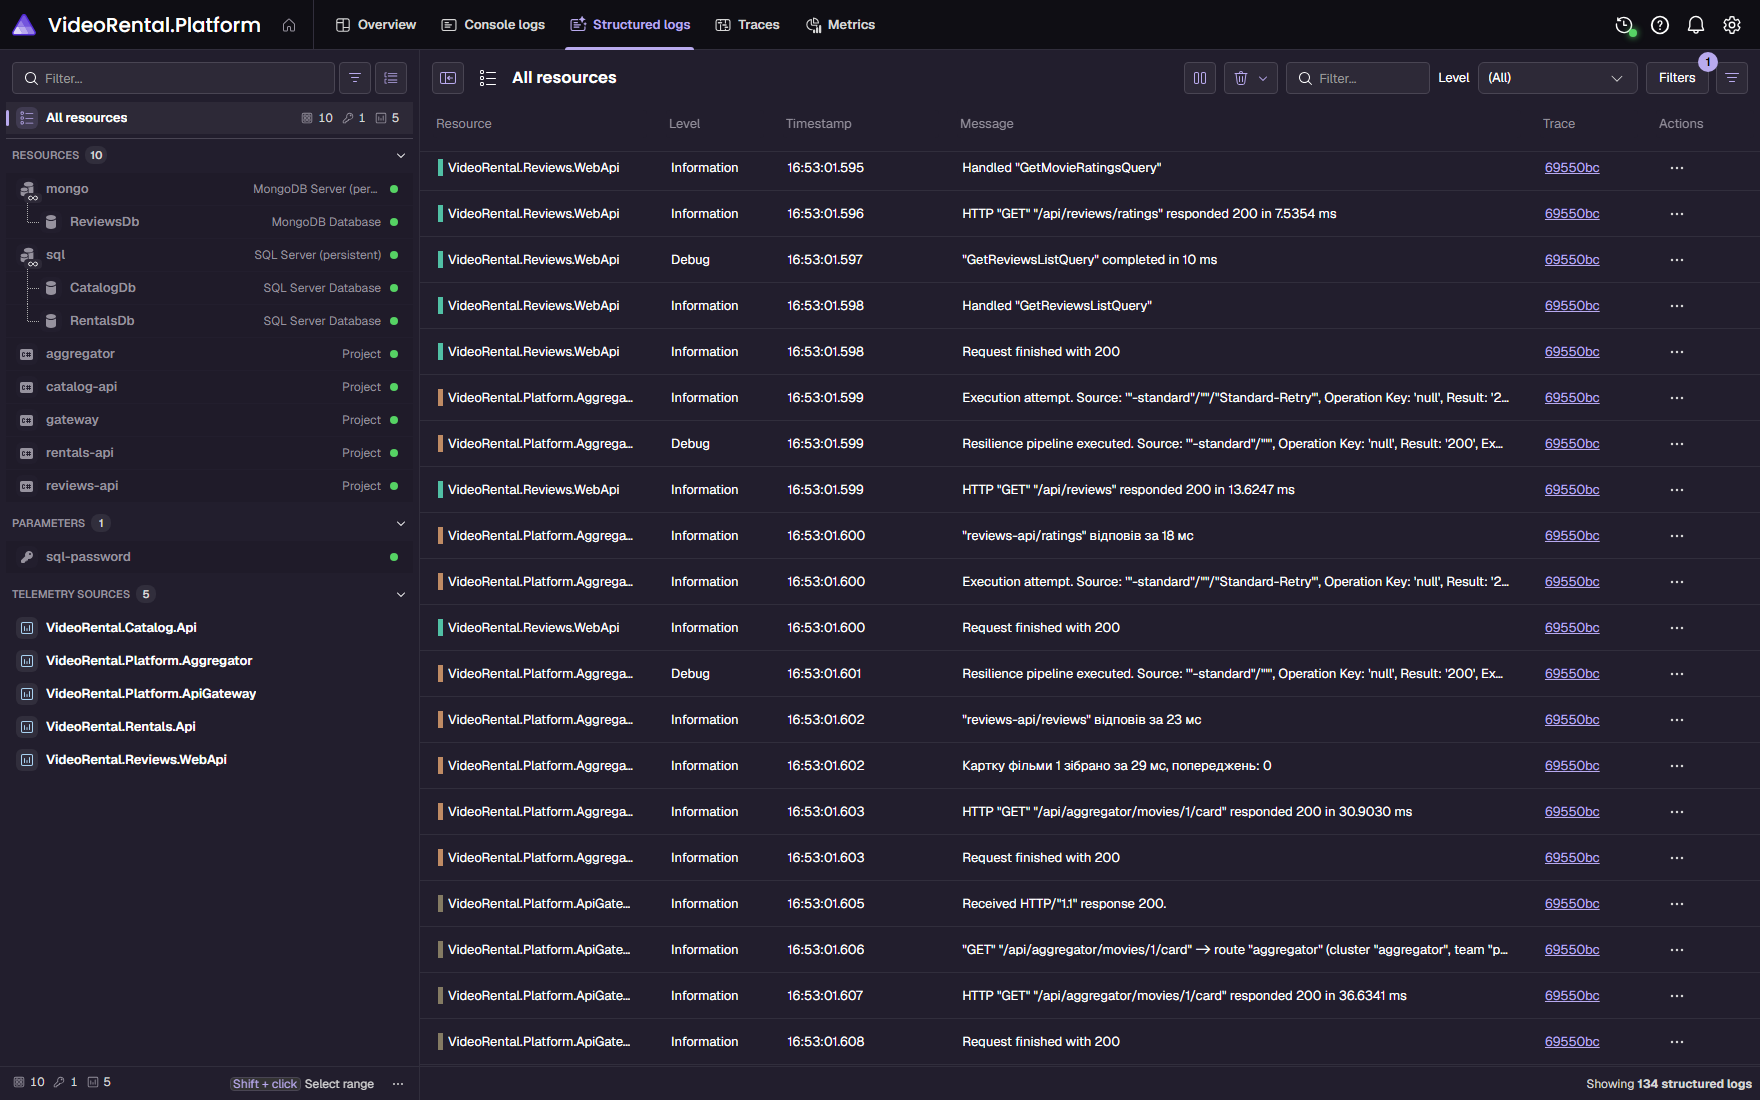 VideoRental.Platform
Overview
Console logs
Structured logs
Traces
Metrics
Filter...
All resources
10 1 5
RESOURCES 10
mongo MongoDB Server (per...
ReviewsDb MongoDB Database
sql SQL Server (persistent)
CatalogDb SQL Server Database
RentalsDb SQL Server Database
aggregator Project
catalog-api Project
gateway Project
rentals-api Project
reviews-api Project
PARAMETERS 1
sql-password
TELEMETRY SOURCES 5
VideoRental.Catalog.Api
VideoRental.Platform.Aggregator
VideoRental.Platform.ApiGateway
VideoRental.Rentals.Api
VideoRental.Reviews.WebApi
10 1 5 Shift + click Select range ...
All resources
Filter... Level (All) Filters 1
Resource Level Timestamp Message Trace Actions
VideoRental.Reviews.WebApi Information 16:53:01.595 Handled "GetMovieRatingsQuery" 69550bc ...
VideoRental.Reviews.WebApi Information 16:53:01.596 HTTP "GET" "/api/reviews/ratings" responded 200 in 7.5354 ms 69550bc ...
VideoRental.Reviews.WebApi Debug 16:53:01.597 "GetReviewsListQuery" completed in 10 ms 69550bc ...
VideoRental.Reviews.WebApi Information 16:53:01.598 Handled "GetReviewsListQuery" 69550bc ...
VideoRental.Reviews.WebApi Information 16:53:01.598 Request finished with 200 69550bc ...
VideoRental.Platform.Aggrega... Information 16:53:01.599 Execution attempt. Source: '"-standard"/""/"Standard-Retry"', Operation Key: 'null', Result: '2... 69550bc ...
VideoRental.Platform.Aggrega... Debug 16:53:01.599 Resilience pipeline executed. Source: '"-standard"/""', Operation Key: 'null', Result: '200', Ex... 69550bc ...
VideoRental.Reviews.WebApi Information 16:53:01.599 HTTP "GET" "/api/reviews" responded 200 in 13.6247 ms 69550bc ...
VideoRental.Platform.Aggrega... Information 16:53:01.600 "reviews-api/ratings" відповів за 18 мс 69550bc ...
VideoRental.Platform.Aggrega... Information 16:53:01.600 Execution attempt. Source: '"-standard"/""/"Standard-Retry"', Operation Key: 'null', Result: '2... 69550bc ...
VideoRental.Reviews.WebApi Information 16:53:01.600 Request finished with 200 69550bc ...
VideoRental.Platform.Aggrega... Debug 16:53:01.601 Resilience pipeline executed. Source: '"-standard"/""', Operation Key: 'null', Result: '200', Ex... 69550bc ...
VideoRental.Platform.Aggrega... Information 16:53:01.602 "reviews-api/reviews" відповів за 23 мс 69550bc ...
VideoRental.Platform.Aggrega... Information 16:53:01.602 Картку фільми 1 зібрано за 29 мс, попереджень: 0 69550bc ...
VideoRental.Platform.Aggrega... Information 16:53:01.603 HTTP "GET" "/api/aggregator/movies/1/card" responded 200 in 30.9030 ms 69550bc ...
VideoRental.Platform.Aggrega... Information 16:53:01.603 Request finished with 200 69550bc ...
VideoRental.Platform.ApiGate... Information 16:53:01.605 Received HTTP/"1.1" response 200. 69550bc ...
VideoRental.Platform.ApiGate... Information 16:53:01.606 "GET" "/api/aggregator/movies/1/card" → route "aggregator" (cluster "aggregator", team "p... 69550bc ...
VideoRental.Platform.ApiGate... Information 16:53:01.607 HTTP "GET" "/api/aggregator/movies/1/card" responded 200 in 36.6341 ms 69550bc ...
VideoRental.Platform.ApiGate... Information 16:53:01.608 Request finished with 200 69550bc ...
Showing 134 structured logs